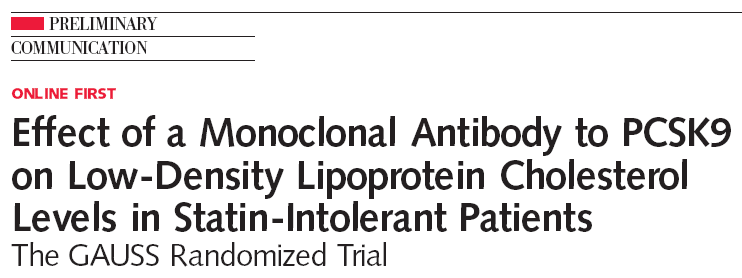 PRELIMINARY
COMMUNICATION
ONLINE FIRST
Effect of a Monoclonal Antibody to PCSK9
on Low-Density Lipoprotein Cholesterol
Levels in Statin-Intolerant Patients
The GAUSS Randomized Trial